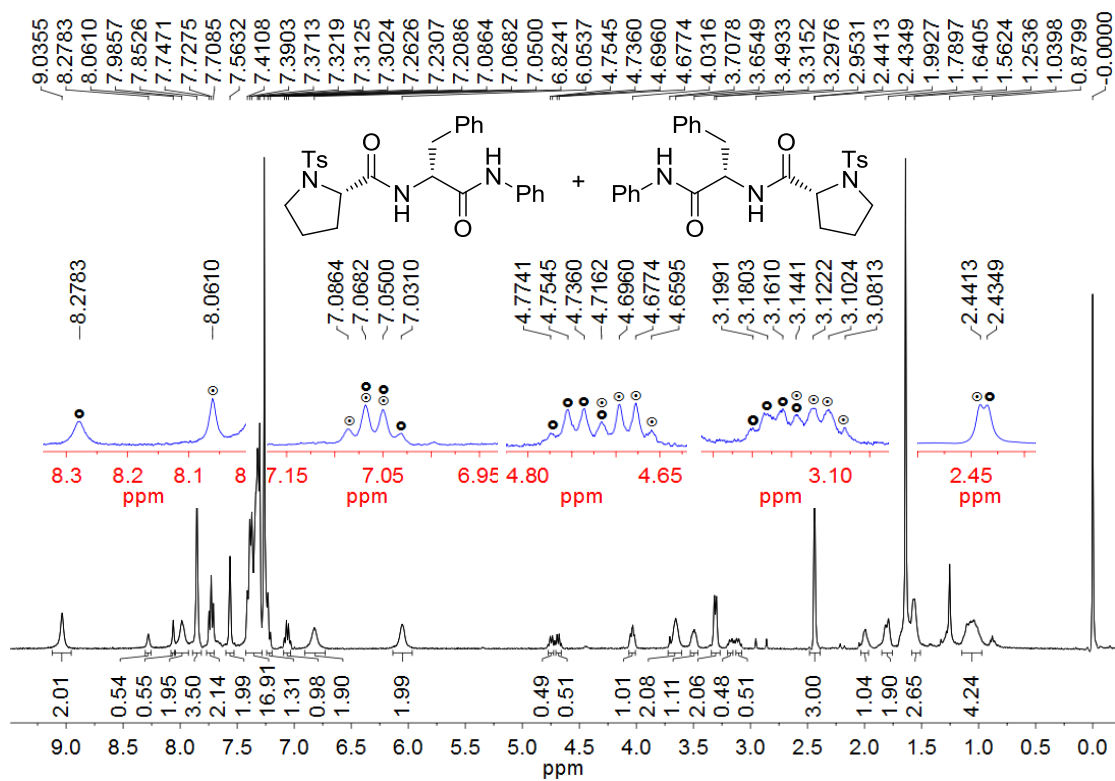 9.0355 8.2783 8.0610 7.9857 7.8526 7.7471 7.7275 7.7085 7.5632 7.4108 7.3903 7.3713 7.3219 7.3125 7.3024 7.2626 7.2307 7.2086 7.0864 7.0682 7.0500 6.8241 6.0537 4.7545 4.7360 4.6960 4.6774 4.0316 3.7078 3.6549 3.4933 3.3152 3.2976 2.9531 2.4413 2.4349 1.9927 1.7897 1.6405 1.5624 1.2536 1.0398 0.8799 -0.0000
Ph Ph
Ts O O Ts
N H N Ph + Ph H N N
N H O O N H
8.2783 8.0610 7.0864 7.0682 7.0500 7.0310 4.7741 4.7545 4.7360 4.7162 4.6960 4.6774 4.6595 3.1991 3.1803 3.1610 3.1441 3.1222 3.1024 3.0813 2.4413 2.4349
8.3 8.2 8.1 8 7.15 7.05 6.95 4.80 4.65 3.10 2.45
ppm ppm ppm ppm ppm
2.01 0.54 0.55 1.95 3.50 2.14 1.99 16.91 1.31 0.98 1.90 1.99 0.49 0.51 1.01 2.08 1.11 2.06 0.48 0.51 3.00 1.04 1.90 2.65 4.24
9.0 8.5 8.0 7.5 7.0 6.5 6.0 5.5 5.0 4.5 4.0 3.5 3.0 2.5 2.0 1.5 1.0 0.5 0.0
ppm